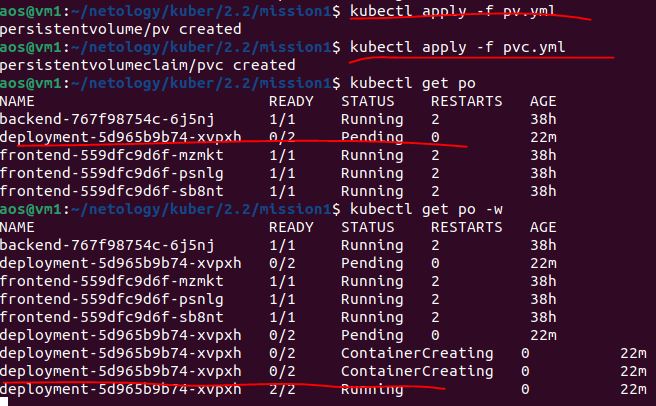 aos@vm1:~/netology/kuber/2.2/mission1$ kubectl apply -f pv.yml
persistentvolume/pv created
aos@vm1:~/netology/kuber/2.2/mission1$ kubectl apply -f pvc.yml
persistentvolumeclaim/pvc created
aos@vm1:~/netology/kuber/2.2/mission1$ kubectl get po
NAME READY STATUS RESTARTS AGE
backend-767f98754c-6j5nj 1/1 Running 2 38h
deployment-5d965b9b74-xvpxh 0/2 Pending 0 22m
frontend-559dfc9d6f-mzmkt 1/1 Running 2 38h
frontend-559dfc9d6f-psnlg 1/1 Running 2 38h
frontend-559dfc9d6f-sb8nt 1/1 Running 2 38h
aos@vm1:~/netology/kuber/2.2/mission1$ kubectl get po -w
NAME READY STATUS RESTARTS AGE
backend-767f98754c-6j5nj 1/1 Running 2 38h
deployment-5d965b9b74-xvpxh 0/2 Pending 0 22m
frontend-559dfc9d6f-mzmkt 1/1 Running 2 38h
frontend-559dfc9d6f-psnlg 1/1 Running 2 38h
frontend-559dfc9d6f-sb8nt 1/1 Running 2 38h
deployment-5d965b9b74-xvpxh 0/2 Pending 0 22m
deployment-5d965b9b74-xvpxh 0/2 ContainerCreating 0 22m
deployment-5d965b9b74-xvpxh 0/2 ContainerCreating 0 22m
deployment-5d965b9b74-xvpxh 2/2 Running 0 22m